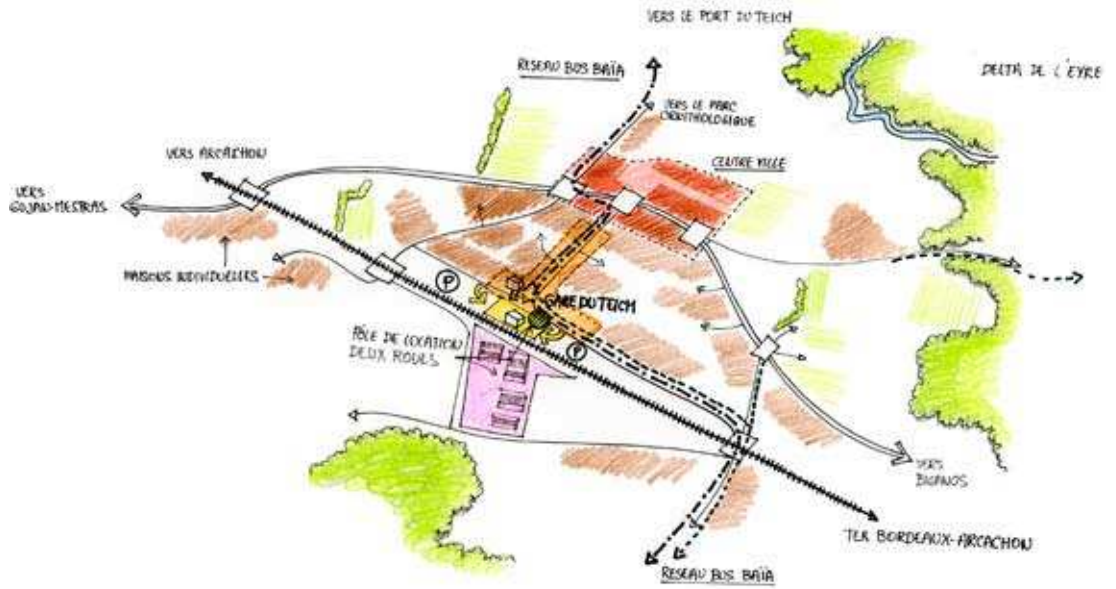 VERS LE PORT DU TEICH
RESEAU BUS BAÏA
DELTA DE L'EYRE
VERS LE PARC
ORNITHOLOGIQUE
VERS ARCACHON
CENTRE VILLE
VERS
GUJAN-MESTRAS
MAISONS INDIVIDUELLES
P
GARE DU TEICH
PÔLE DE LOCATION
DEUX ROUES
P
VERS
BIGANOS
TER BORDEAUX-ARCACHON
RESEAU BUS BAÏA